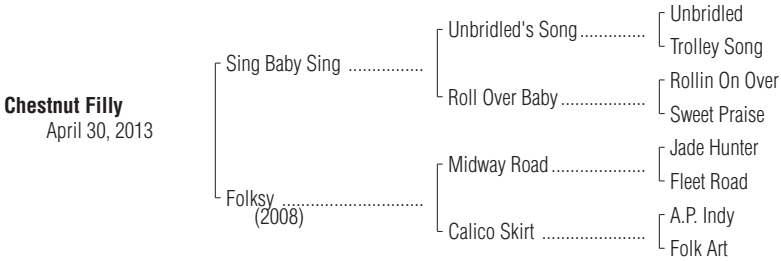 Unbridled
Unbridled's Song..............
Trolley Song
Sing Baby Sing ................
Rollin On Over
Roll Over Baby..................
Sweet Praise
Chestnut Filly
April 30, 2013
Jade Hunter
Midway Road....................
Fleet Road
Folksy ..............................
(2008)
A.P. Indy
Calico Skirt ......................
Folk Art